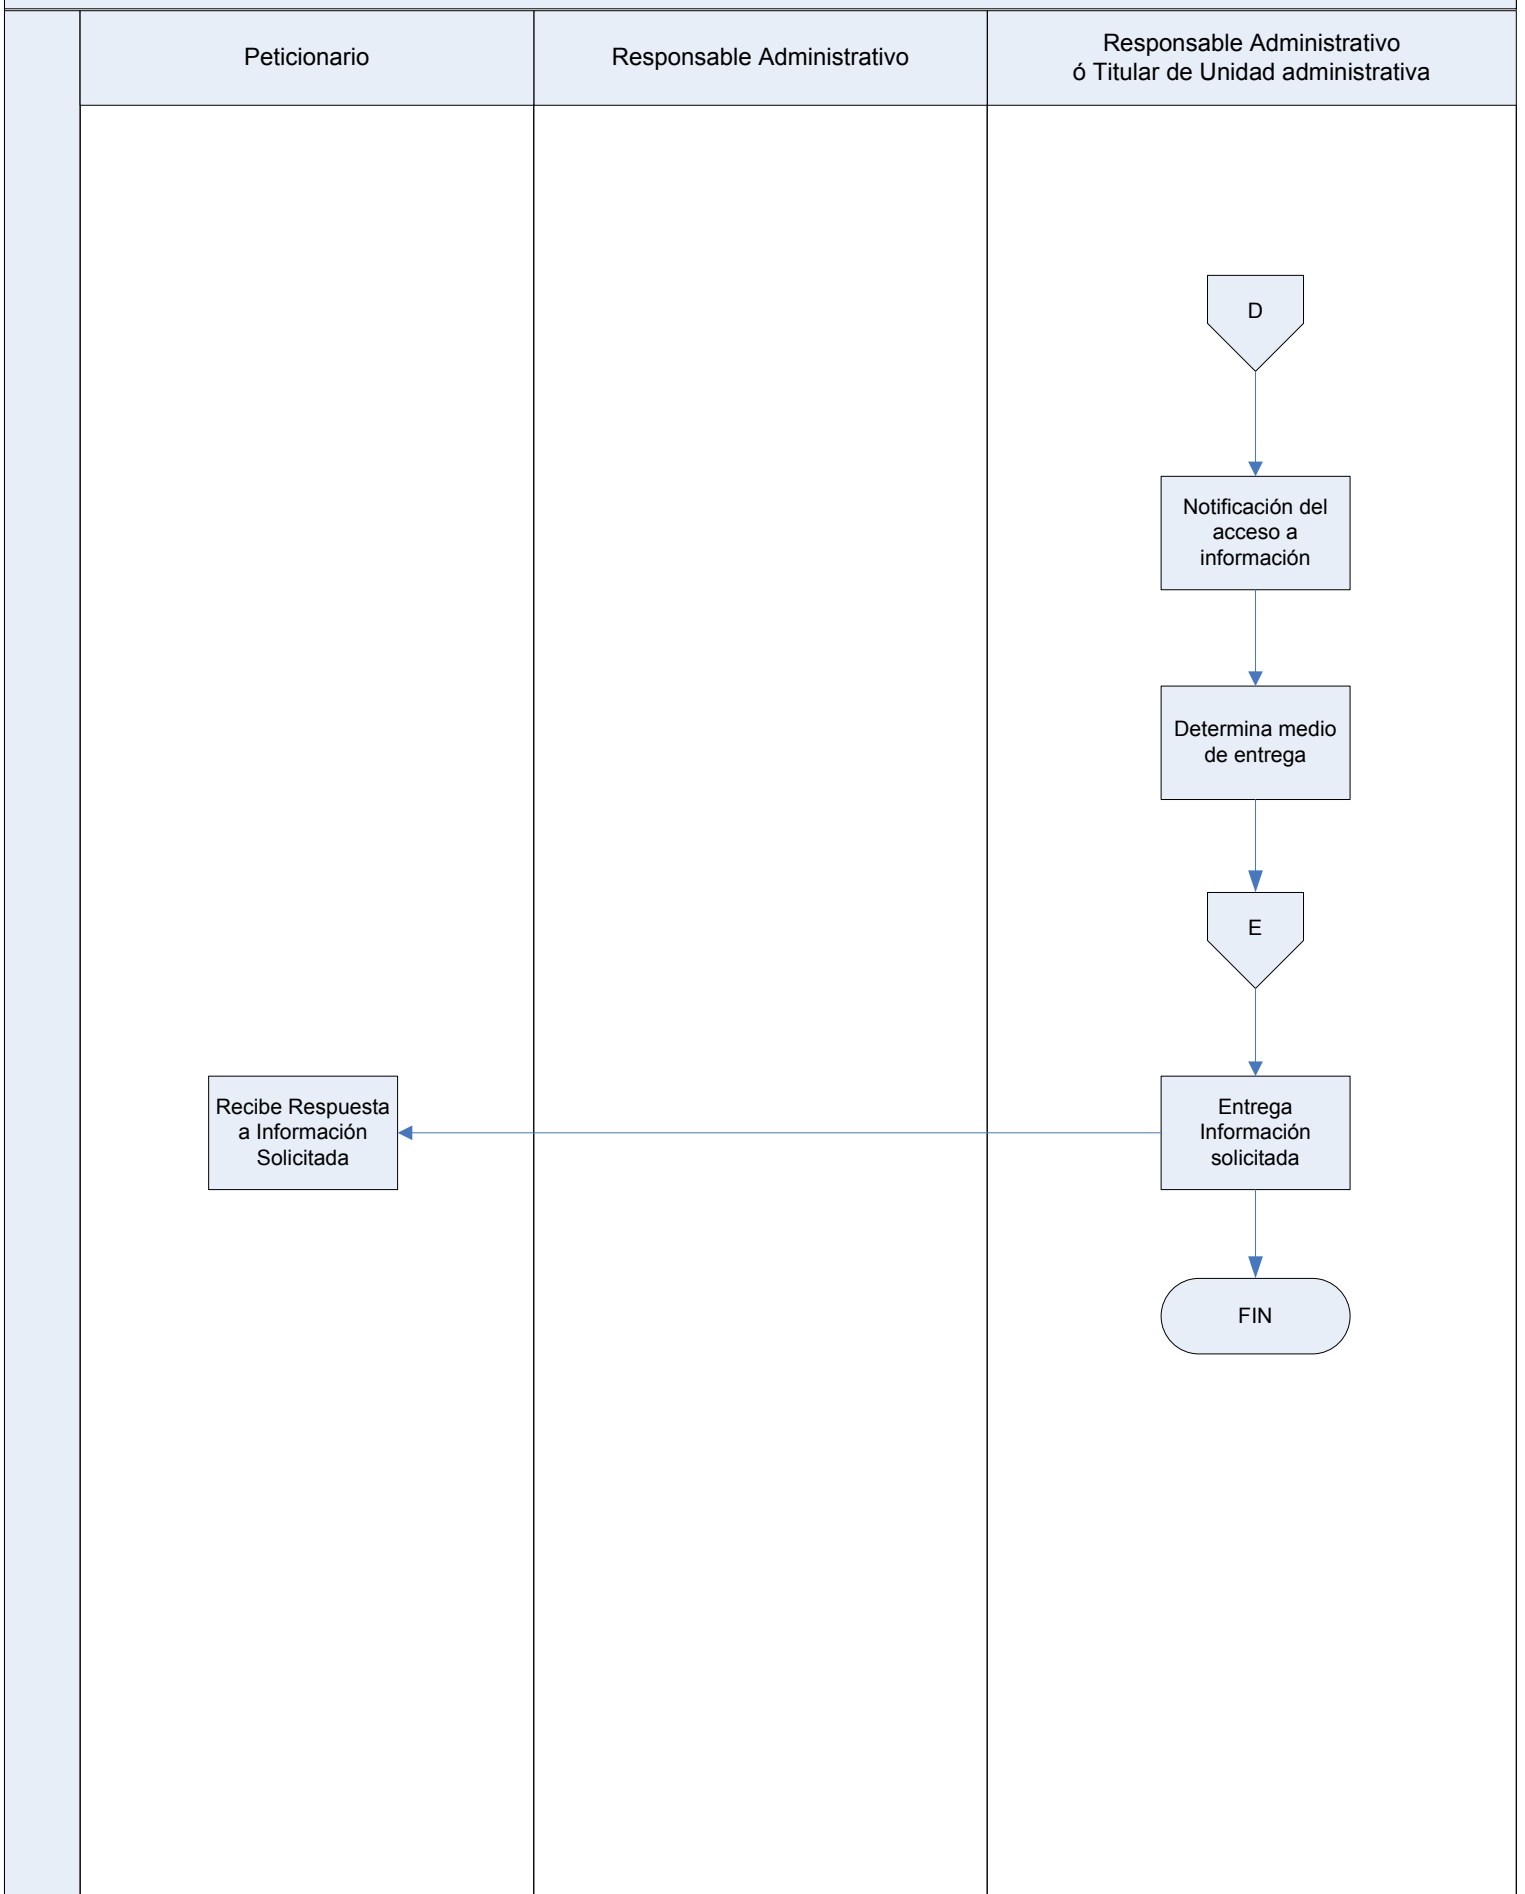 Peticionario
Responsable Administrativo
Responsable Administrativo
ó Titular de Unidad administrativa
D
Notificación del
acceso a
información
Determina medio
de entrega
E
Recibe Respuesta
a Información
Solicitada
Entrega
Información
solicitada
FIN